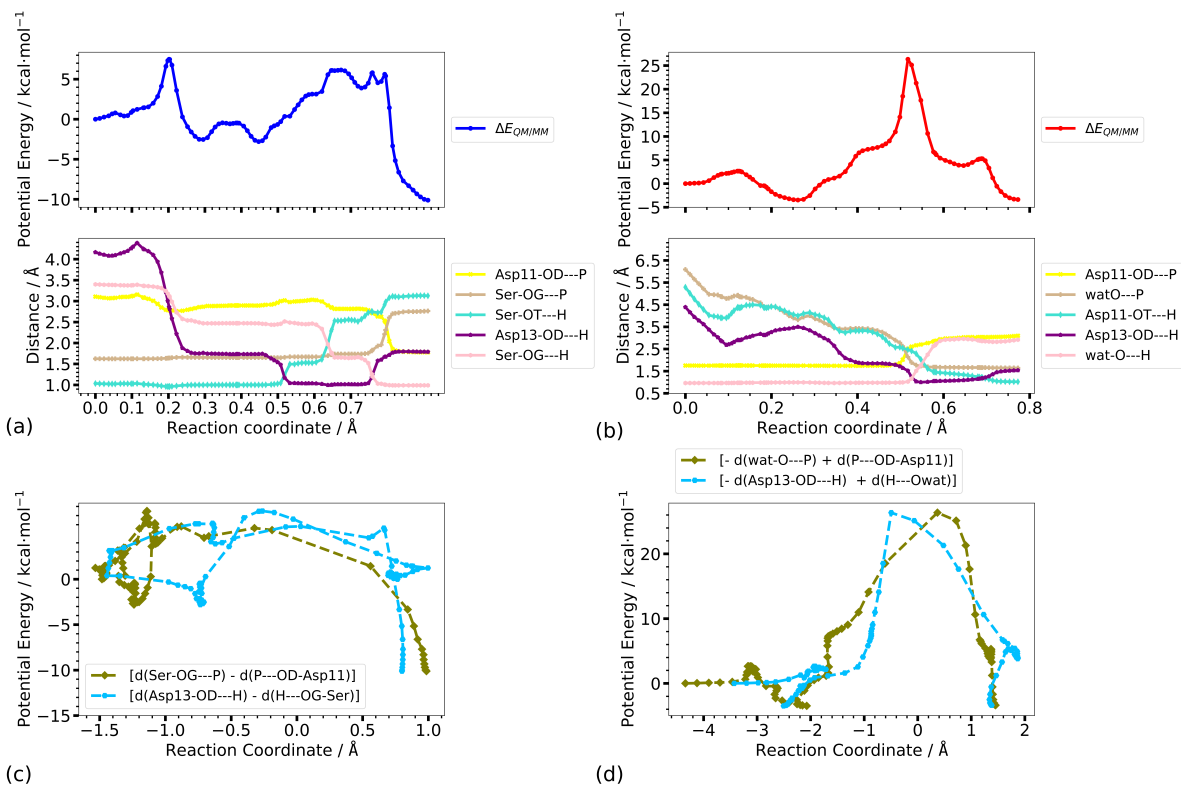 Potential Energy / kcal·mol⁻¹
5
0
−5
−10
ΔE_QM/MM
Distance / Å
4.0
3.5
3.0
2.5
2.0
1.5
1.0
0.0 0.1 0.2 0.3 0.4 0.5 0.6 0.7
Reaction coordinate / Å
Asp11-OD---P
Ser-OG---P
Ser-OT---H
Asp13-OD---H
Ser-OG---H
(a)
Potential Energy / kcal·mol⁻¹
25
20
15
10
5
0
−5
ΔE_QM/MM
Distance / Å
6.5
5.5
4.5
3.5
2.5
1.5
0.5
0.0 0.2 0.4 0.6 0.8
Reaction coordinate / Å
Asp11-OD---P
watO---P
Asp11-OT---H
Asp13-OD---H
wat-O---H
(b)
Potential Energy / kcal·mol⁻¹
0
−5
−10
−15
[d(Ser-OG---P) - d(P---OD-Asp11)]
[d(Asp13-OD---H) - d(H---OG-Ser)]
−1.5 −1.0 −0.5 0.0 0.5 1.0
Reaction Coordinate / Å
(c)
[- d(wat-O---P) + d(P---OD-Asp11)]
[- d(Asp13-OD---H) + d(H---Owat)]
Potential Energy / kcal·mol⁻¹
20
10
0
−4 −3 −2 −1 0 1 2
Reaction Coordinate / Å
(d)